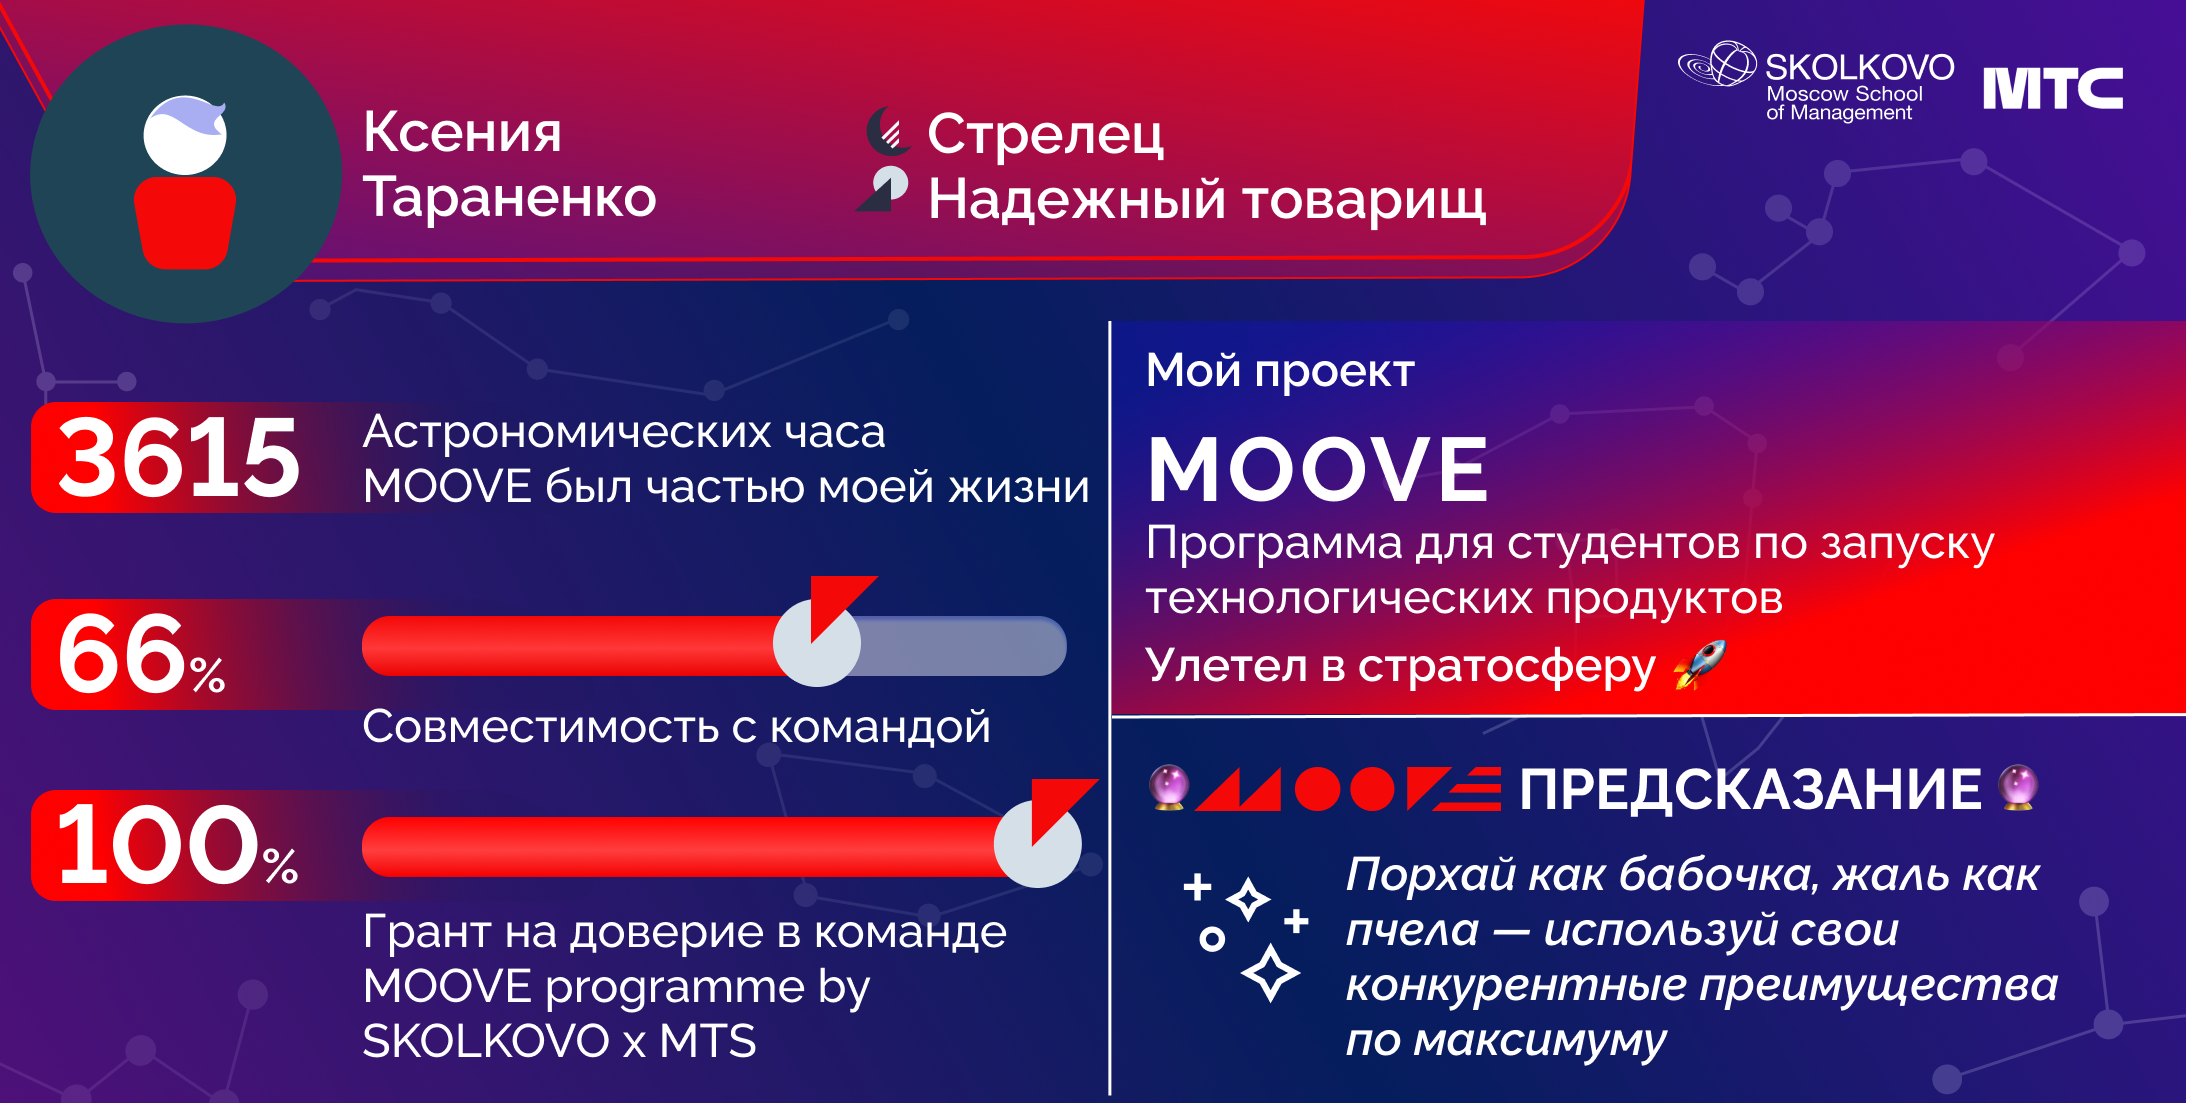 Ксения
Тараненко
Стрелец
Надежный товарищ
SKOLKOVO
Moscow School
of Management
МТС
3615
Астрономических часа
MOOVE был частью моей жизни
66%
Совместимость с командой
100%
Грант на доверие в команде
MOOVE programme by
SKOLKOVO x MTS
Мой проект
MOOVE
Программа для студентов по запуску
технологических продуктов
Улетел в стратосферу 🚀
🔮MOOVE ПРЕДСКАЗАНИЕ🔮
Порхай как бабочка, жаль как
пчела — используй свои
конкурентные преимущества
по максимуму